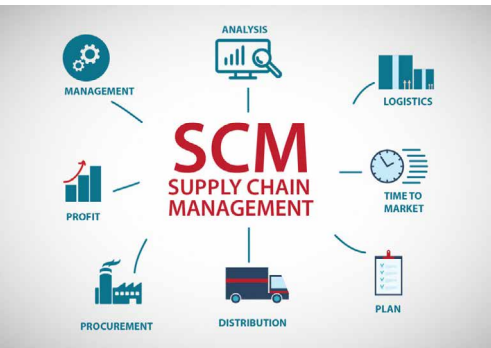 ANALYSIS
MANAGEMENT
LOGISTICS
SCM
SUPPLY CHAIN
MANAGEMENT
PROFIT
TIME TO
MARKET
PROCUREMENT
DISTRIBUTION
PLAN